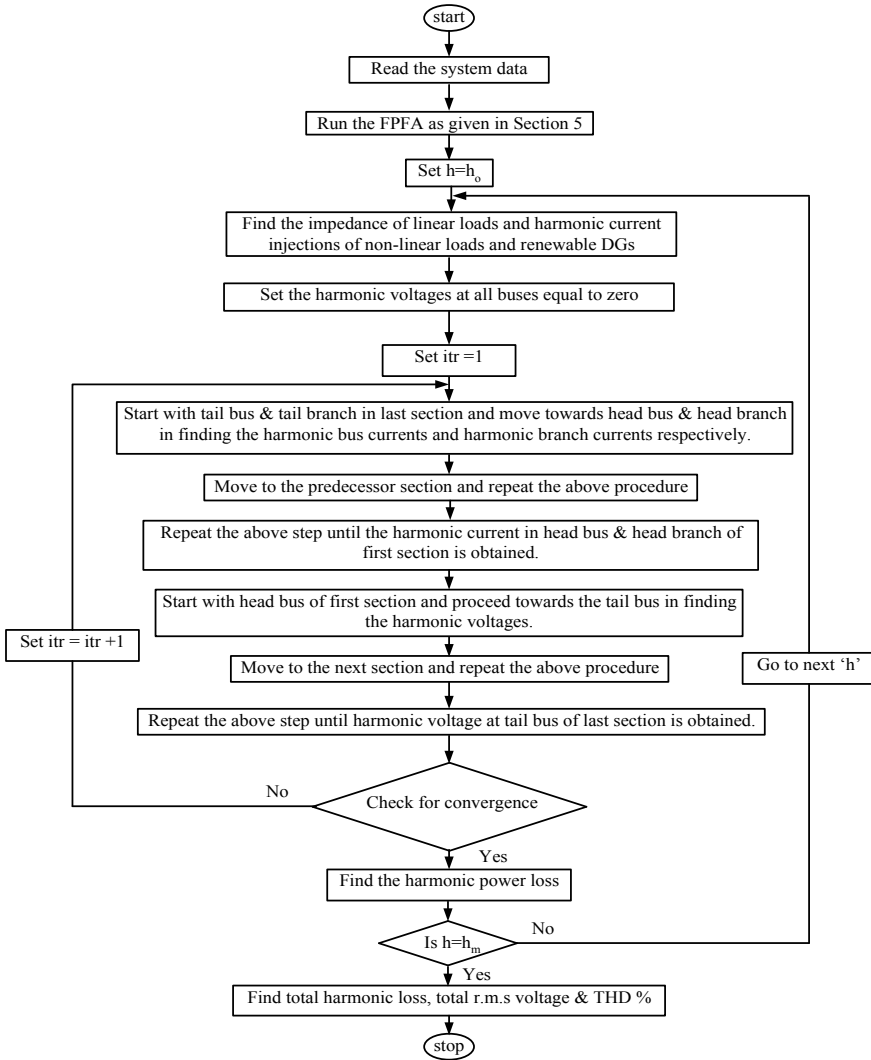 start
Read the system data
Run the FPFA as given in Section 5
Set h=hₒ
Find the impedance of linear loads and harmonic current
injections of non-linear loads and renewable DGs
Set the harmonic voltages at all buses equal to zero
Set itr =1
Start with tail bus & tail branch in last section and move towards head bus & head branch
in finding the harmonic bus currents and harmonic branch currents respectively.
Move to the predecessor section and repeat the above procedure
Repeat the above step until the harmonic current in head bus & head branch of
first section is obtained.
Start with head bus of first section and proceed towards the tail bus in finding
the harmonic voltages.
Set itr = itr +1
Move to the next section and repeat the above procedure
Go to next ‘h’
Repeat the above step until harmonic voltage at tail bus of last section is obtained.
No
Check for convergence
Yes
Find the harmonic power loss
Is h=hₘ
No
Yes
Find total harmonic loss, total r.m.s voltage & THD %
stop